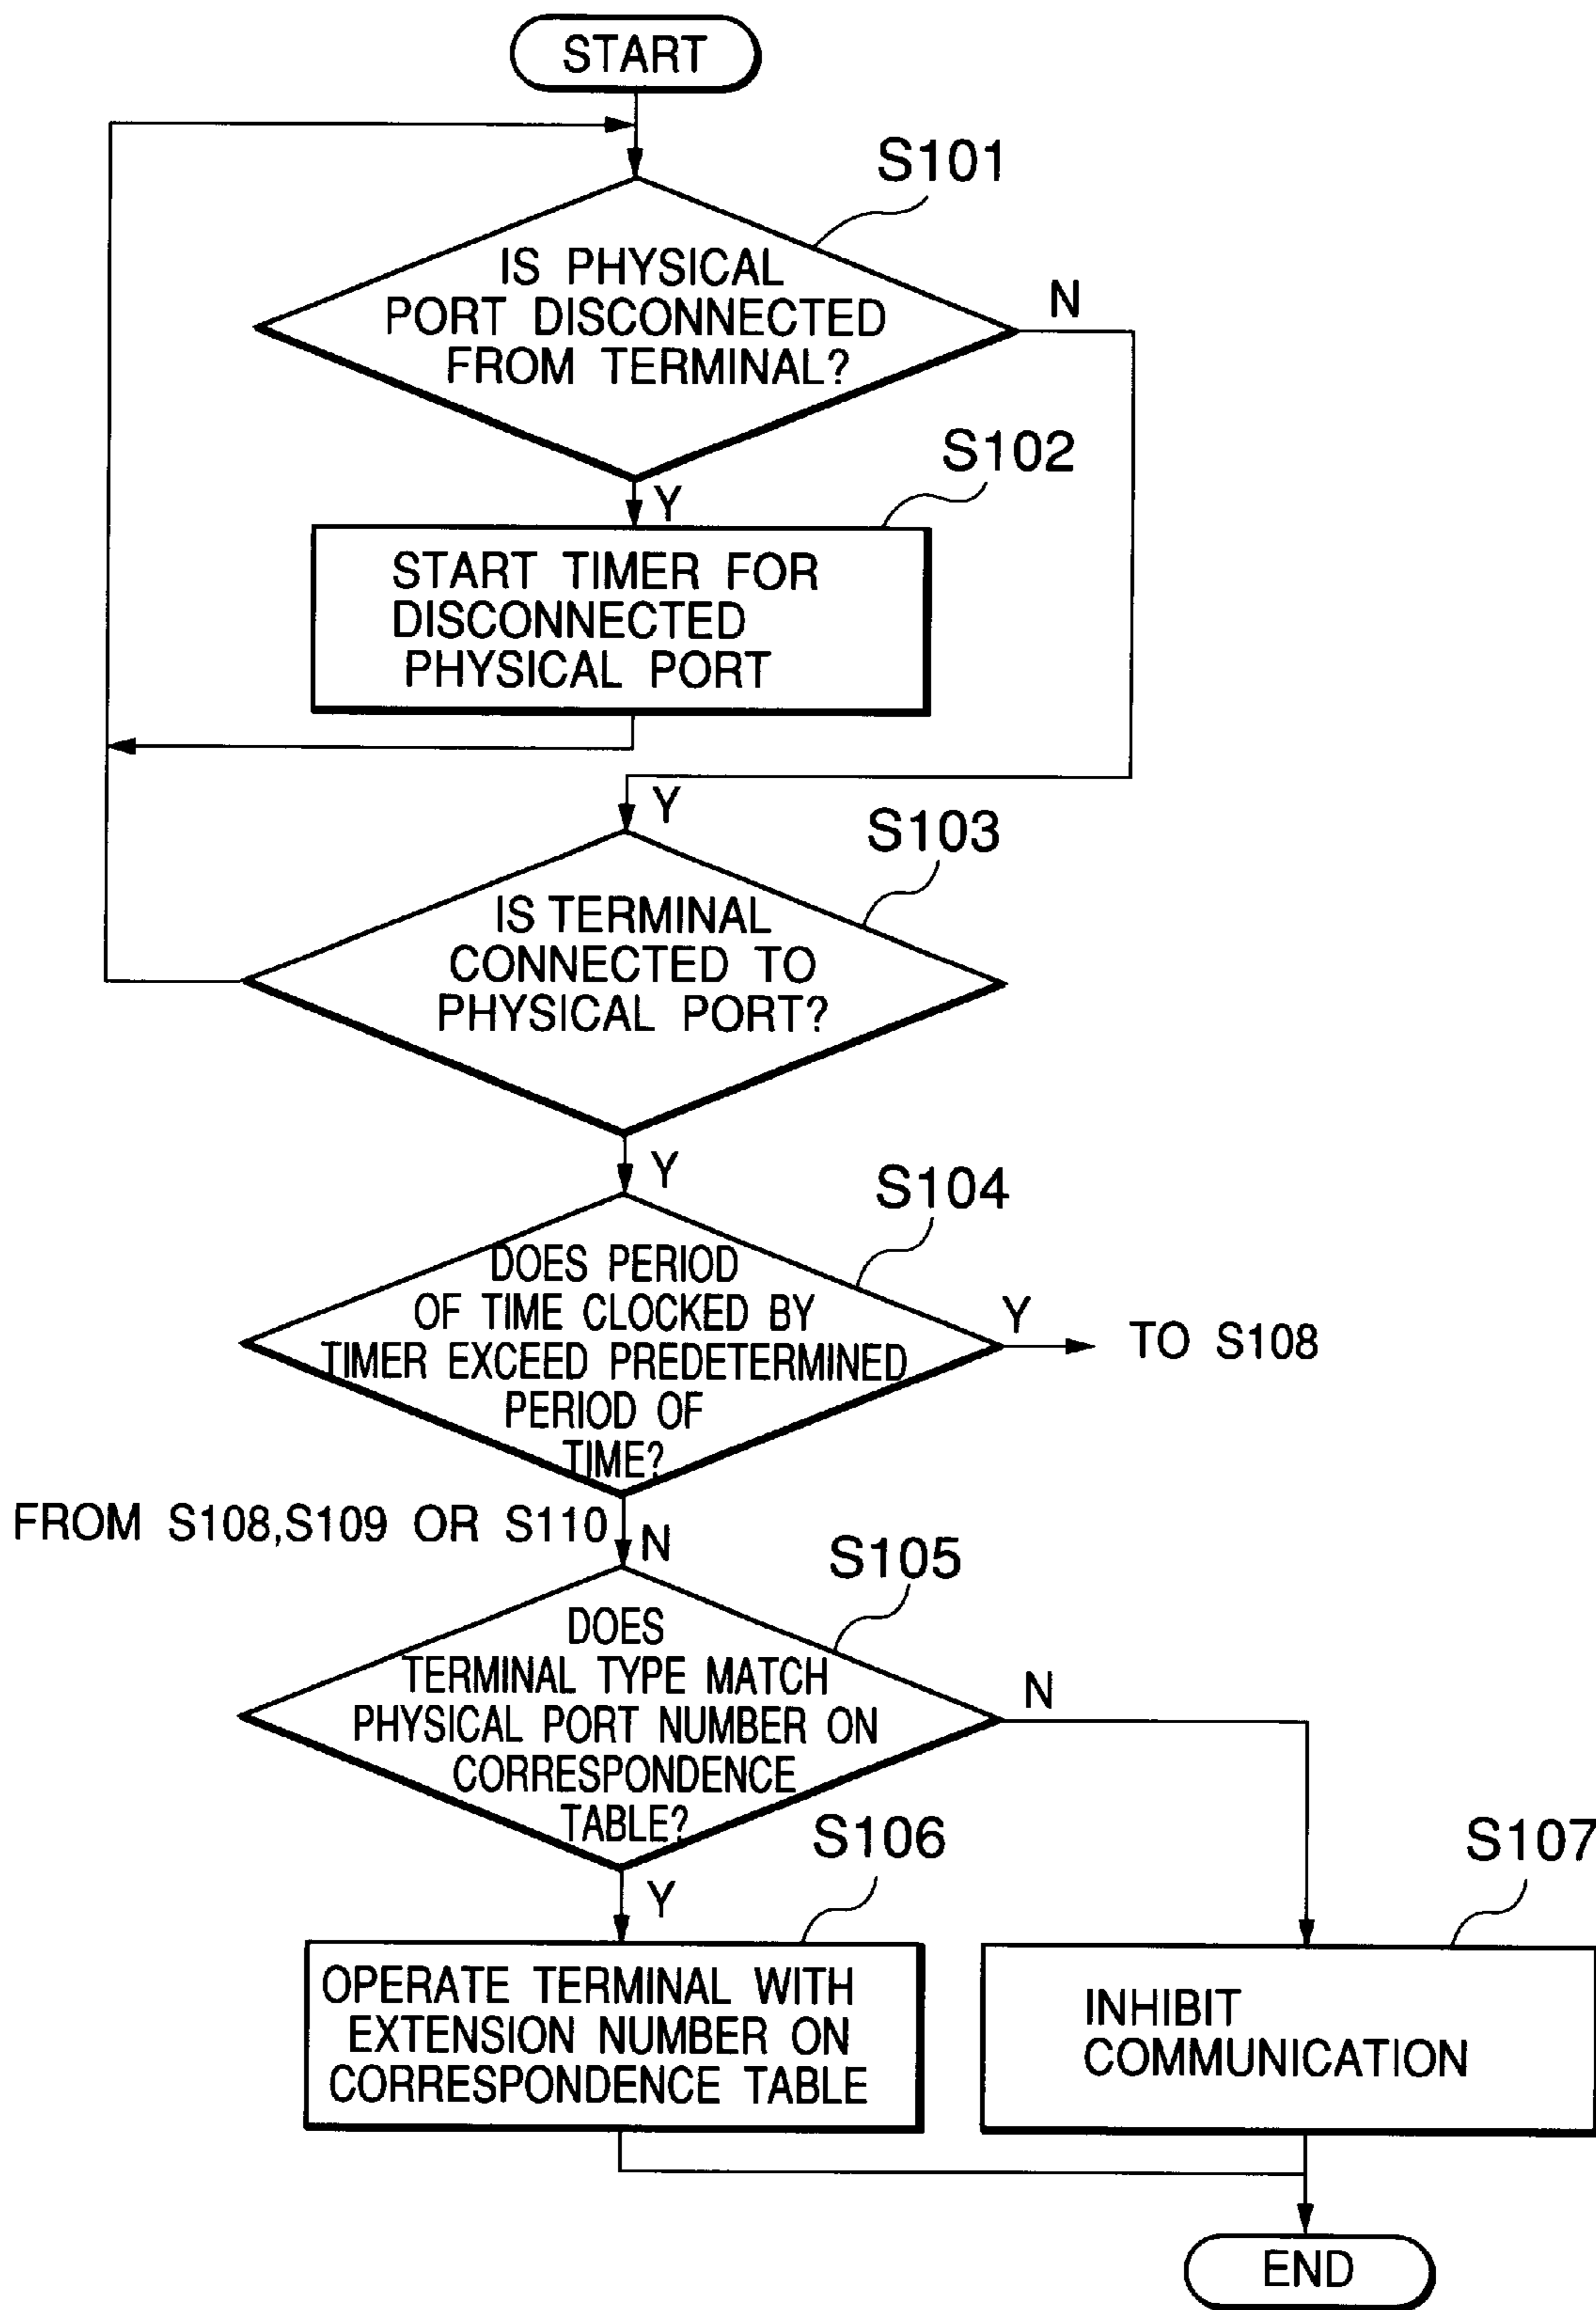 START
S101
IS PHYSICAL
PORT DISCONNECTED
FROM TERMINAL?
N
S102
Y
START TIMER FOR
DISCONNECTED
PHYSICAL PORT
Y
S103
IS TERMINAL
CONNECTED TO
PHYSICAL PORT?
Y
S104
DOES PERIOD
OF TIME CLOCKED BY
TIMER EXCEED PREDETERMINED
PERIOD OF
TIME?
Y
TO S108
FROM S108,S109 OR S110
N
S105
DOES
TERMINAL TYPE MATCH
PHYSICAL PORT NUMBER ON
CORRESPONDENCE
TABLE?
N
S106
S107
Y
OPERATE TERMINAL WITH
EXTENSION NUMBER ON
CORRESPONDENCE TABLE
INHIBIT
COMMUNICATION
END